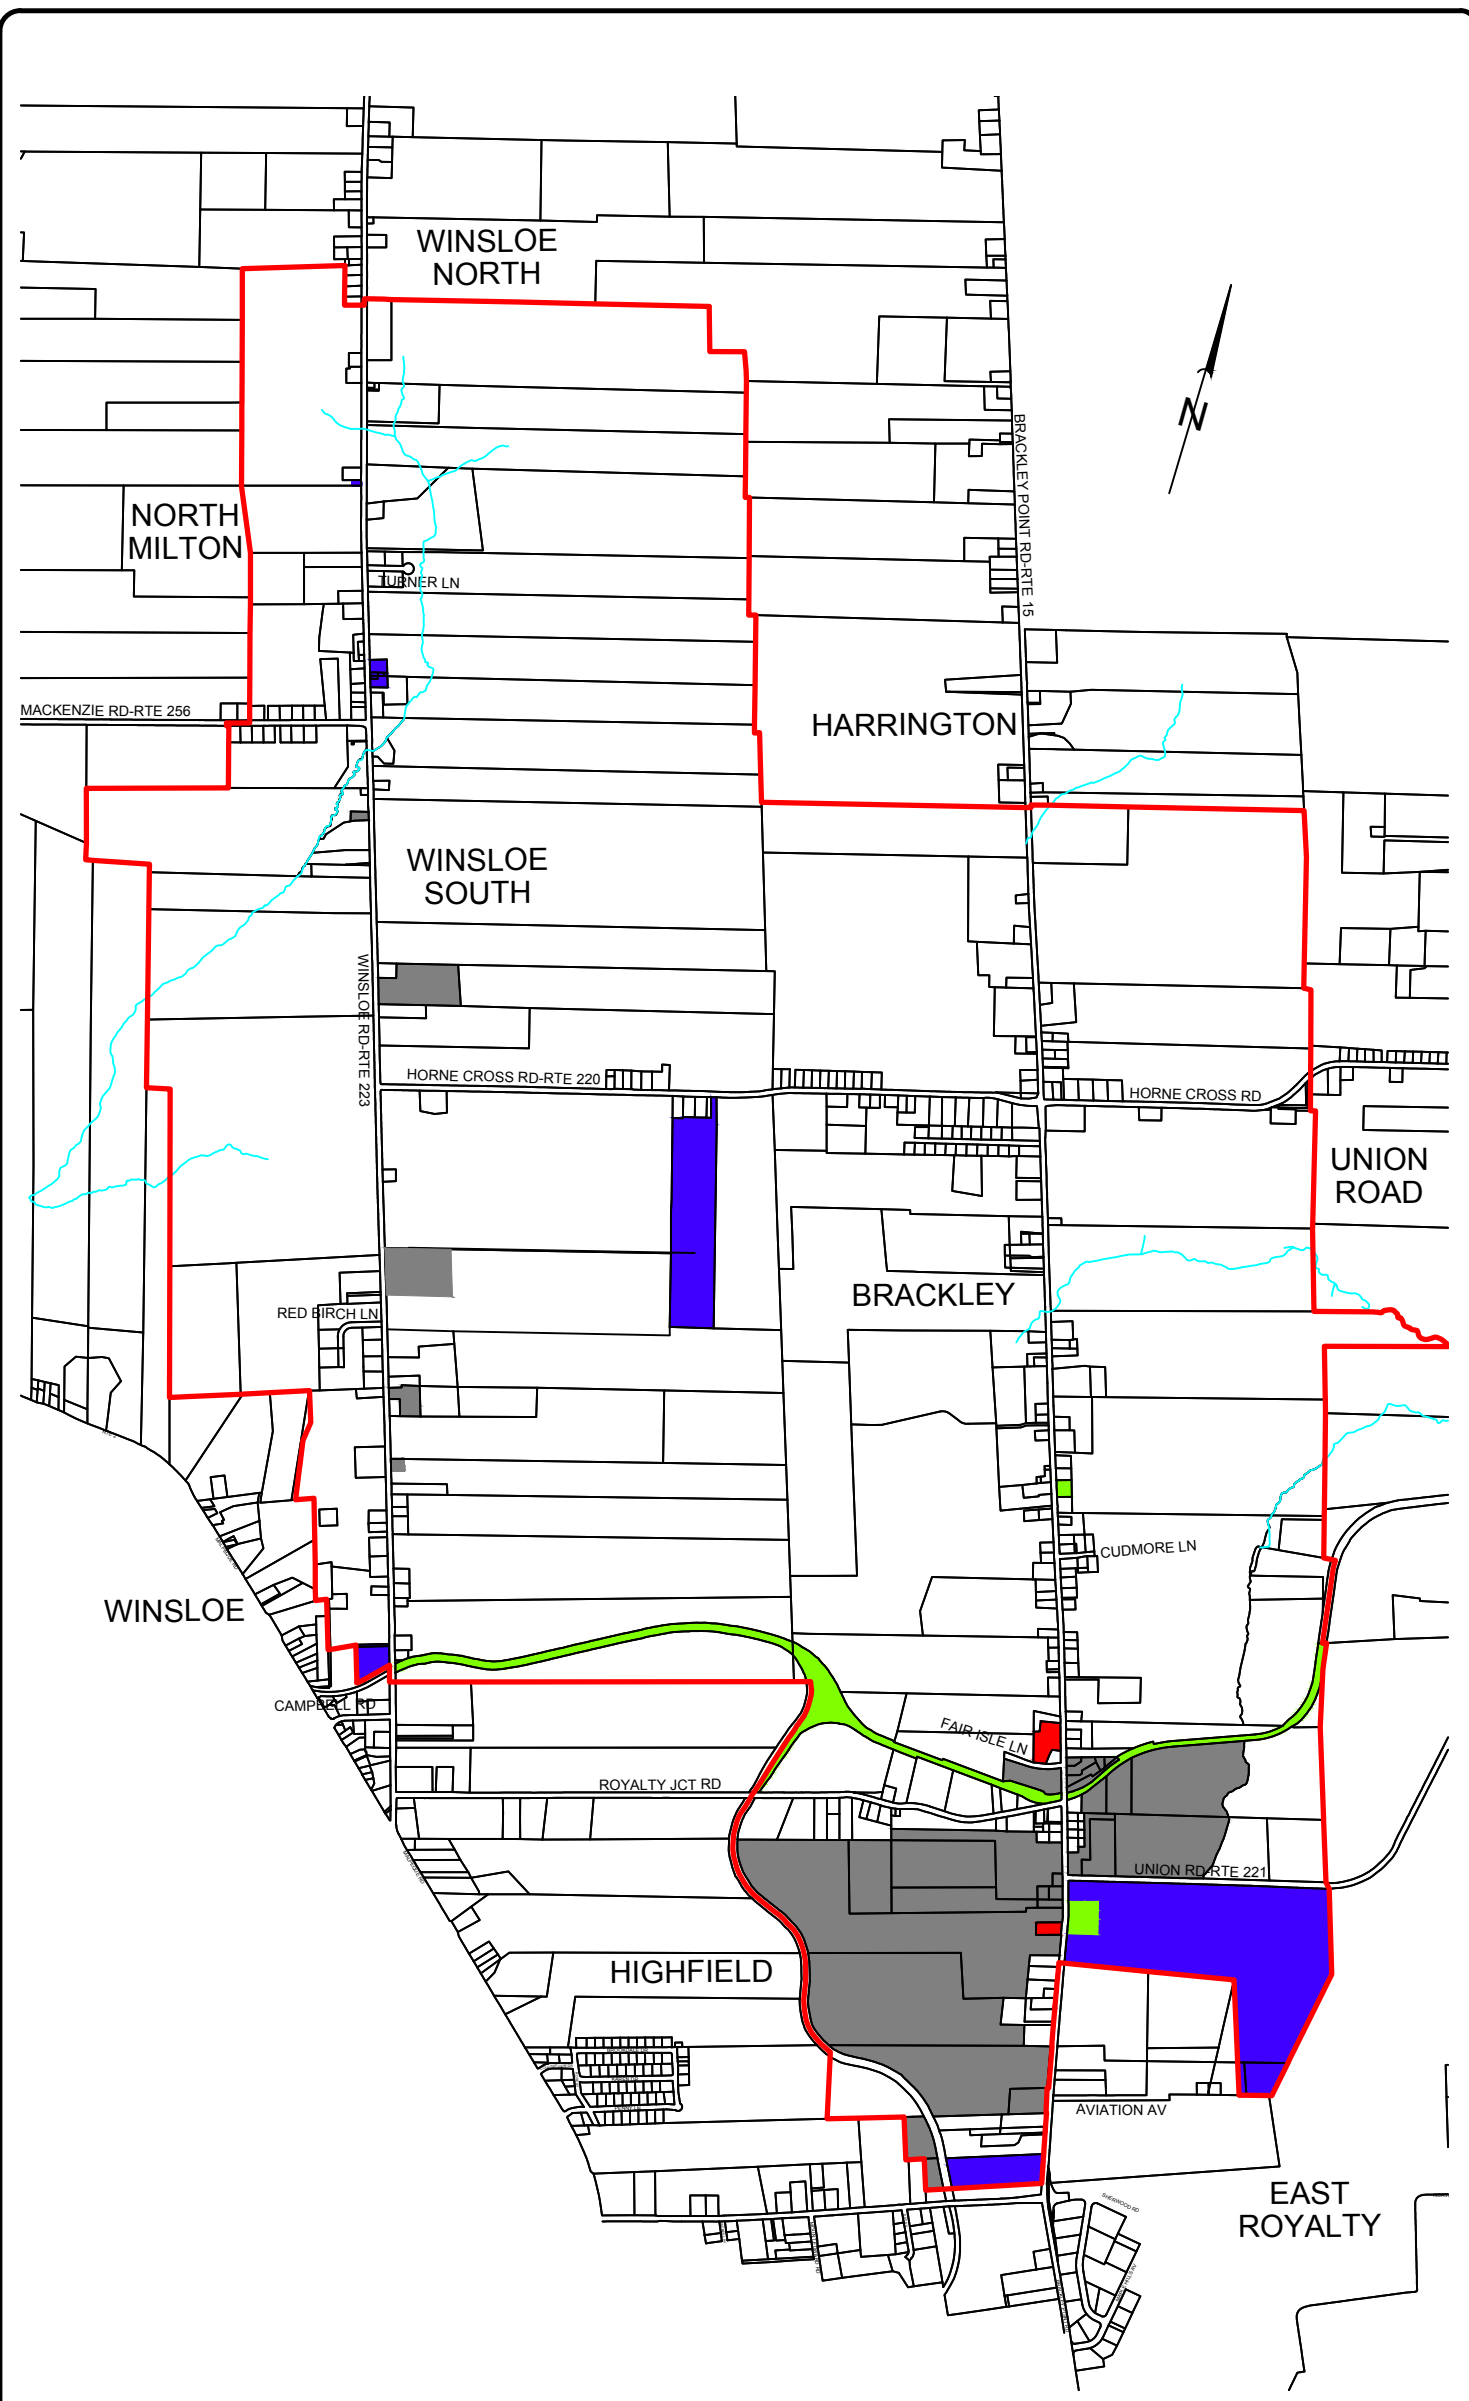 WINSLOE
NORTH
N
BRACKLEY POINT RD-RTE 15
NORTH
MILTON
TURNER LN
MACKENZIE RD-RTE 256
HARRINGTON
WINSLOE
SOUTH
WINSLOE RD-RTE 223
HORNE CROSS RD-RTE 220
HORNE CROSS RD
UNION
ROAD
BRACKLEY
RED BIRCH LN
CUDMORE LN
WINSLOE
CAMPBELL RD
FAIR ISLE LN
ROYALTY JCT RD
UNION RD-RTE 221
HIGHFIELD
AVIATION AV
EAST
ROYALTY
SHERWOOD RD